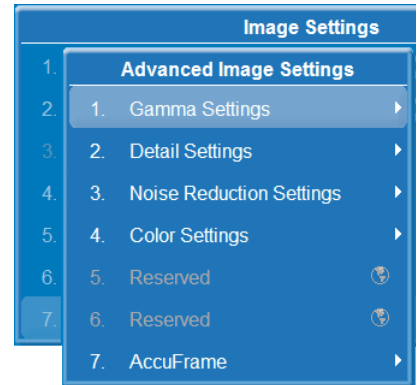 Image Settings
1.
2.
3.
4.
5.
6.
7.
Advanced Image Settings
1. Gamma Settings
2. Detail Settings
3. Noise Reduction Settings
4. Color Settings
5. Reserved
6. Reserved
7. AccuFrame